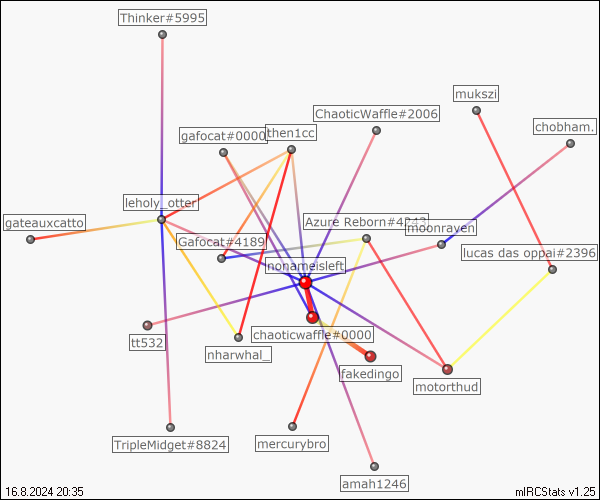 Thinker#5995
mukszi
ChaoticWaffle#2006
chobham.
gafocat#0000
then1cc
leholy_otter
gateauxcatto
Azure Reborn#4243
moonraven
Gafocat#4189
lucas das oppai#2396
nonameisleft
tt532
chaoticwaffle#0000
nharwhal_
fakedingo
motorthud
TripleMidget#8824
mercurybro
amah1246
16.8.2024 20:35
mIRCStats v1.25